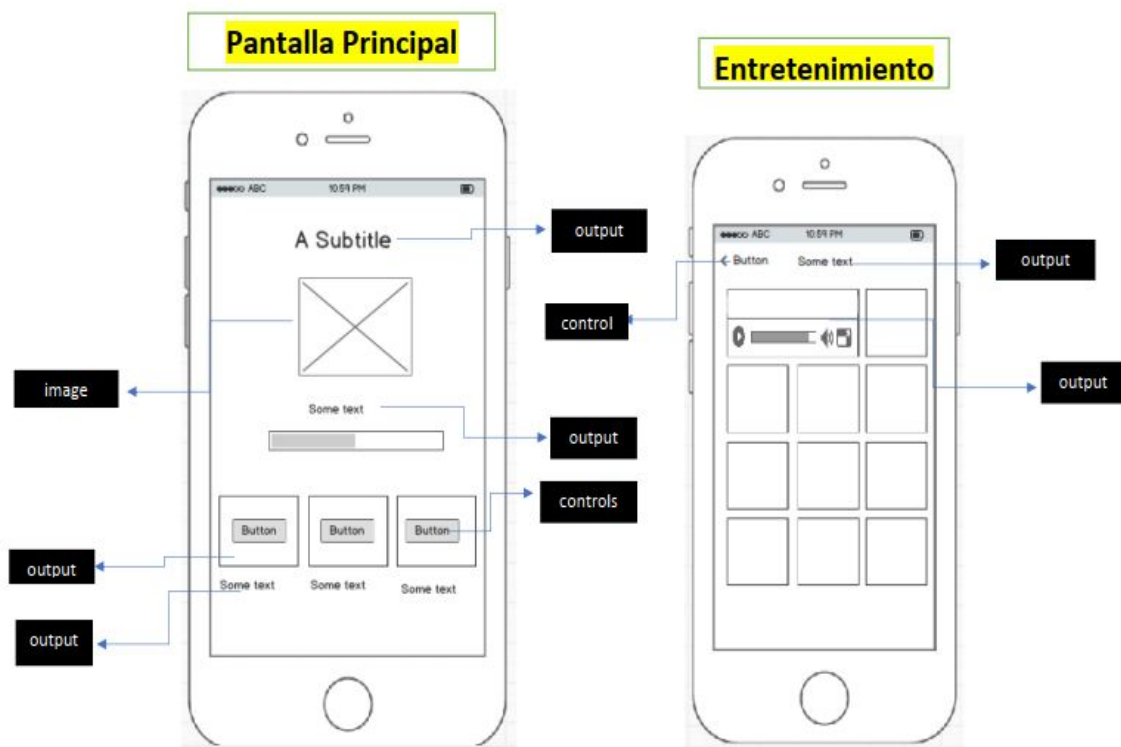 Pantalla Principal
Entretenimiento
ABC 10:59 PM
A Subtitle
output
image
Some text
output
controls
Button Button Button
output
Some text Some text Some text
output
ABC 10:59 PM
Button Some text
output
control
output